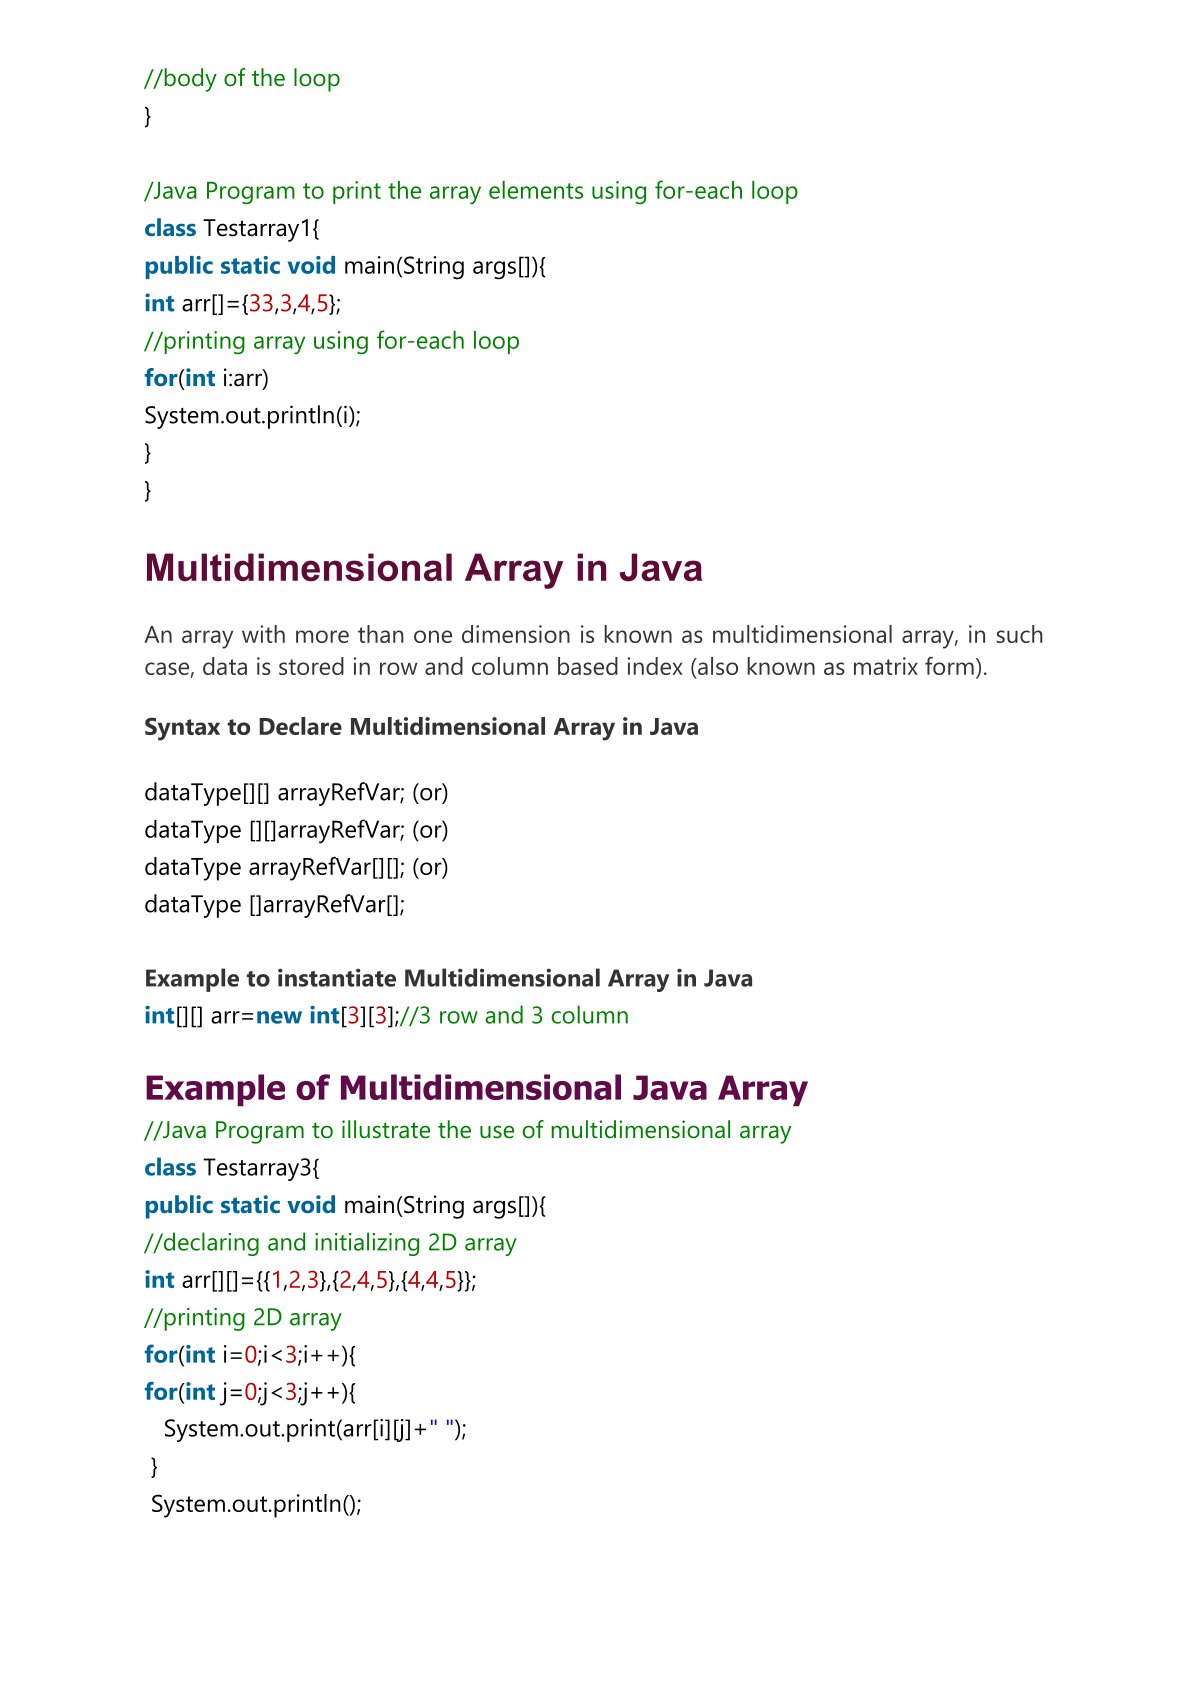 //body of the loop
}
/Java Program to print the array elements using for-each loop
class Testarray1{
public static void main(String args[]){
int arr[]={33,3,4,5};
//printing array using for-each loop
for(int i:arr)
System.out.println(i);
}
}
Multidimensional Array in Java
An array with more than one dimension is known as multidimensional array, in such
case, data is stored in row and column based index (also known as matrix form).
Syntax to Declare Multidimensional Array in Java
dataType[][] arrayRefVar; (or)
dataType [][]arrayRefVar; (or)
dataType arrayRefVar[][]; (or)
dataType []arrayRefVar[];
Example to instantiate Multidimensional Array in Java
int[][] arr=new int[3][3];//3 row and 3 column
Example of Multidimensional Java Array
//Java Program to illustrate the use of multidimensional array
class Testarray3{
public static void main(String args[]){
//declaring and initializing 2D array
int arr[][]={{1,2,3},{2,4,5},{4,4,5}};
//printing 2D array
for(int i=0;i<3;i++){
for(int j=0;j<3;j++){
System.out.print(arr[i][j]+" ");
}
System.out.println();